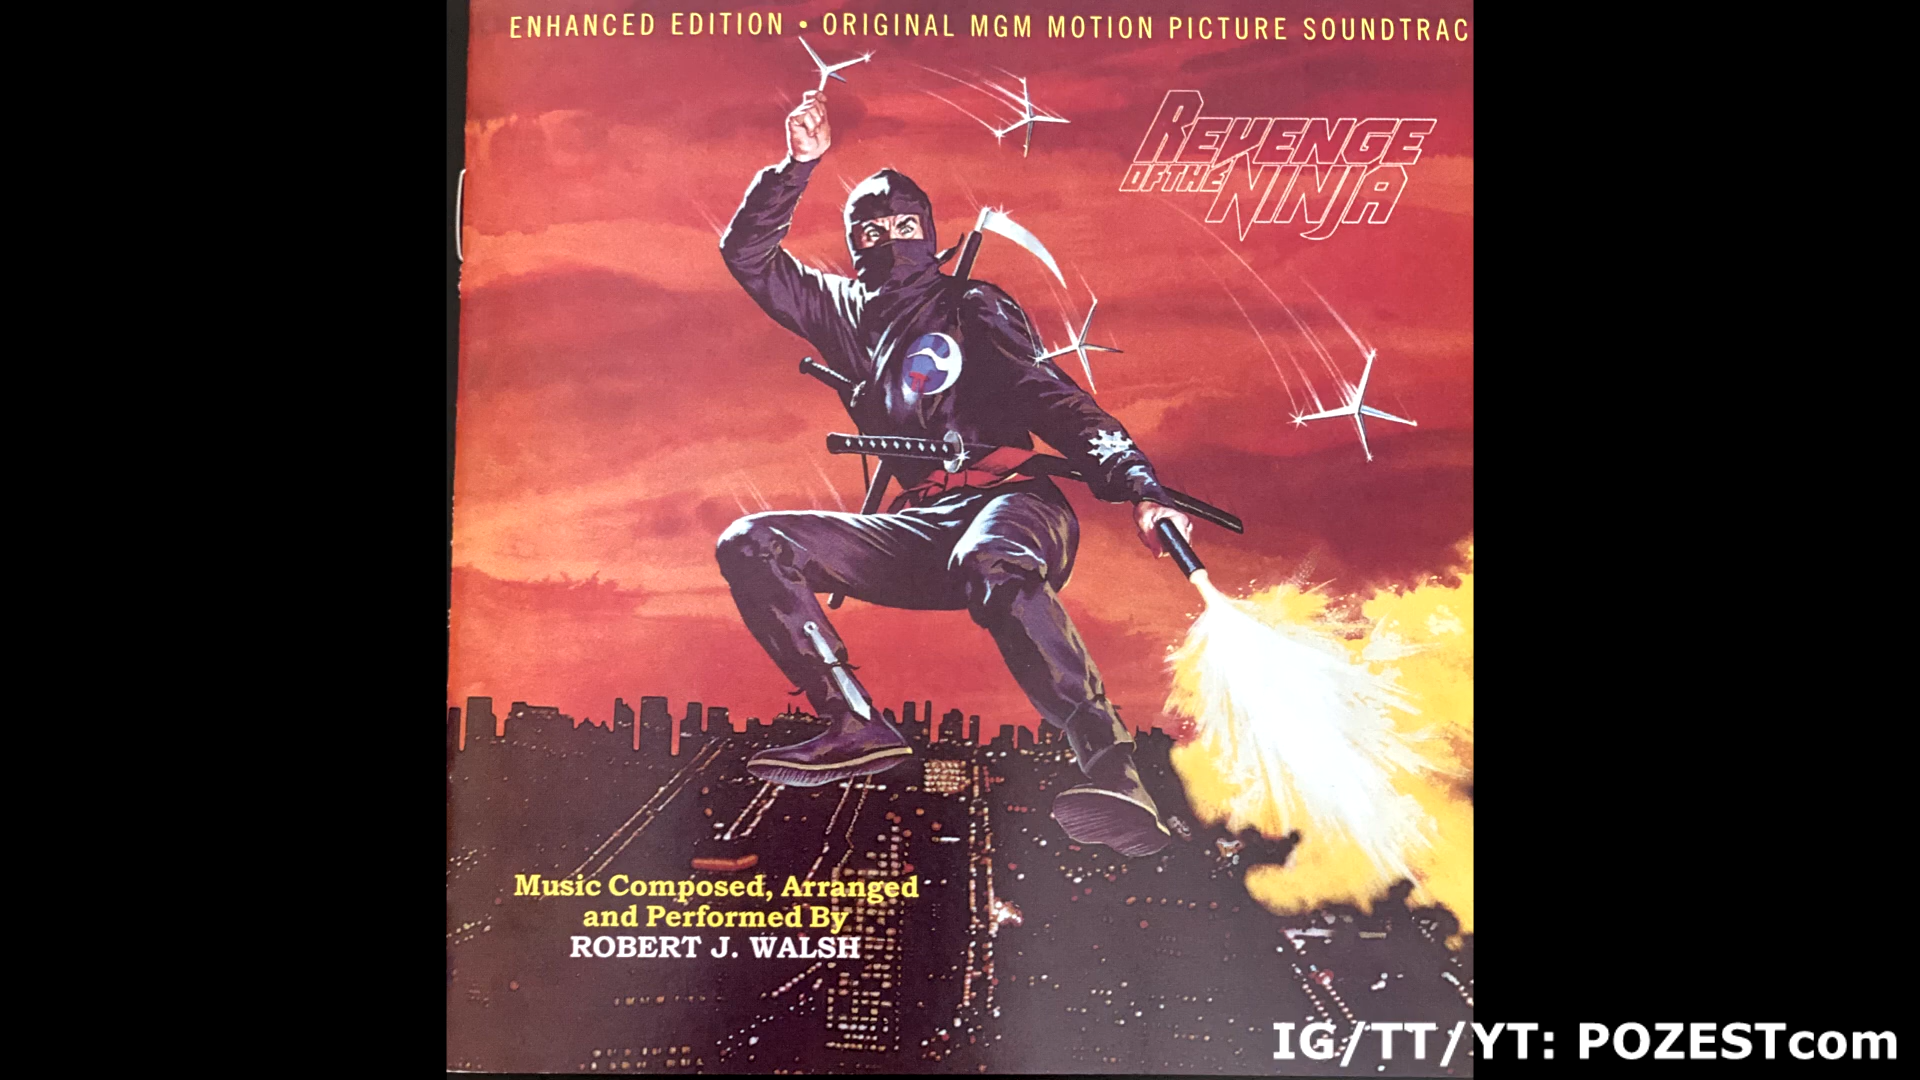 ENHANCED EDITION • ORIGINAL MGM MOTION PICTURE SOUNDTRAC
REVENGE
OF THE NINJA
Music Composed, Arranged
and Performed By
ROBERT J. WALSH
IG/TT/YT: POZESTcom